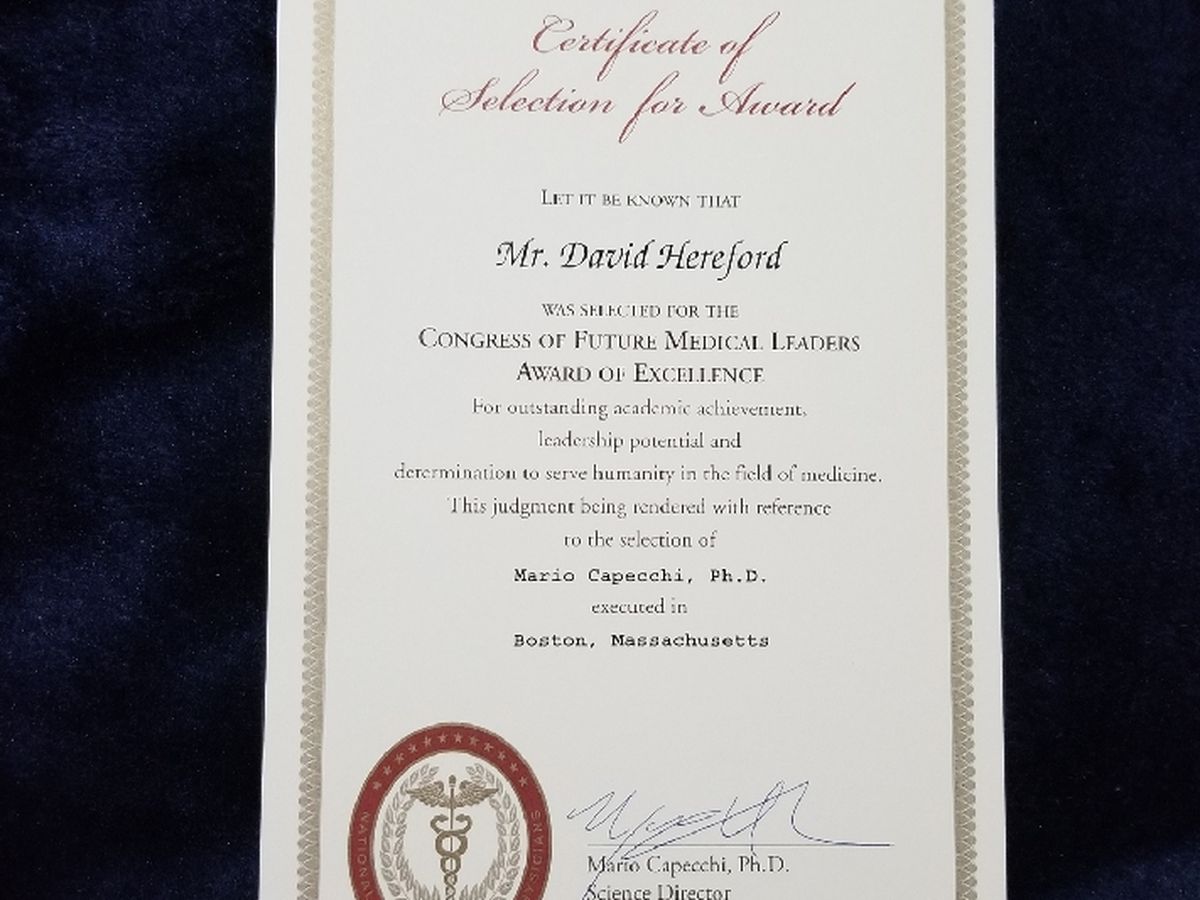 Certificate of
Selection for Award
LET IT BE KNOWN THAT
Mr. David Hereford
WAS SELECTED FOR THE
CONGRESS OF FUTURE MEDICAL LEADERS
AWARD OF EXCELLENCE
For outstanding academic achievement,
leadership potential and
determination to serve humanity in the field of medicine.
This judgment being rendered with reference
to the selection of
Mario Capecchi, Ph.D.
executed in
Boston, Massachusetts
Mario Capecchi, Ph.D.
Science Director